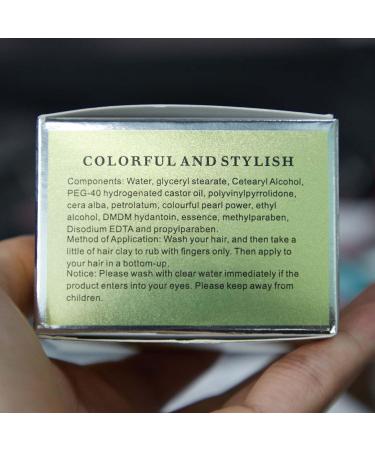 COLORFUL AND STYLISH
Components: Water, glyceryl stearate, Cetearyl Alcohol,
PEG-40 hydrogenated castor oil, polyvinylpyrrolidone,
cera alba, petrolatum, colourful pearl power, ethyl
alcohol, DMDM hydantoin, essence, methylparaben,
Disodium EDTA and propylparaben.
Method of Application: Wash your hair, and then take a
little of hair clay to rub with fingers only. Then apply to
your hair in a bottom-up.
Notice: Please wash with clear water immediately if the
product enters into your eyes. Please keep away from
children.